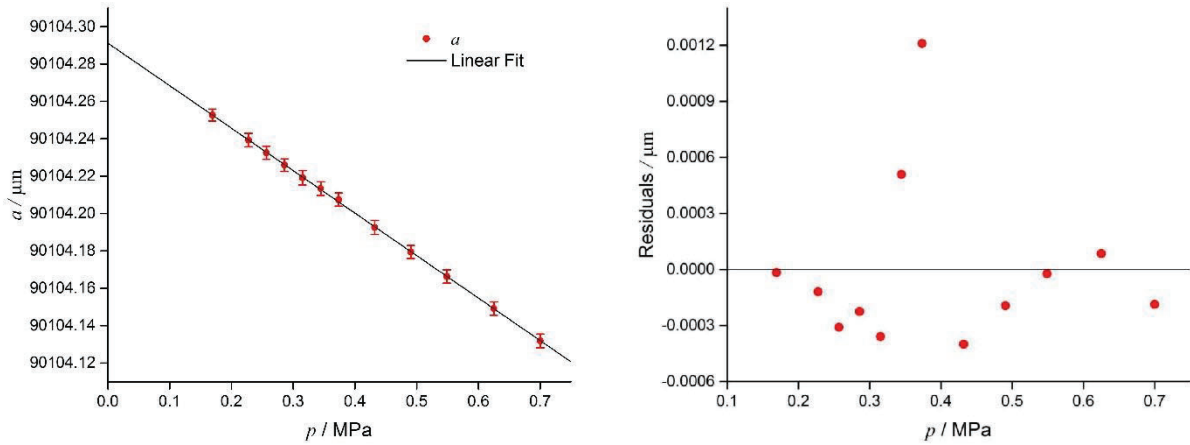 90104.30
90104.28
90104.26
90104.24
90104.22
90104.20
90104.18
90104.16
90104.14
90104.12
a / μm
0.0 0.1 0.2 0.3 0.4 0.5 0.6 0.7
p / MPa
a
Linear Fit
0.0012
0.0009
0.0006
0.0003
0.0000
-0.0003
-0.0006
Residuals / μm
0.1 0.2 0.3 0.4 0.5 0.6 0.7
p / MPa